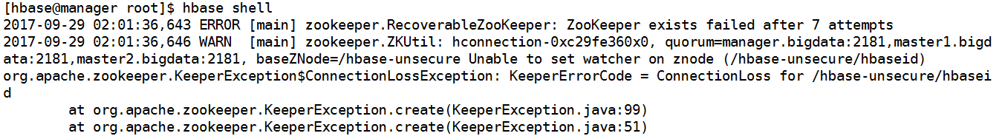 [hbase@manager root]$ hbase shell
2017-09-29 02:01:36,643 ERROR [main] zookeeper.RecoverableZooKeeper: ZooKeeper exists failed after 7 attempts
2017-09-29 02:01:36,646 WARN  [main] zookeeper.ZKUtil: hconnection-0xc29fe360x0, quorum=manager.bigdata:2181,master1.bigd
ata:2181,master2.bigdata:2181, baseZNode=/hbase-unsecure Unable to set watcher on znode (/hbase-unsecure/hbaseid)
org.apache.zookeeper.KeeperException$ConnectionLossException: KeeperErrorCode = ConnectionLoss for /hbase-unsecure/hbasei
d
        at org.apache.zookeeper.KeeperException.create(KeeperException.java:99)
        at org.apache.zookeeper.KeeperException.create(KeeperException.java:51)